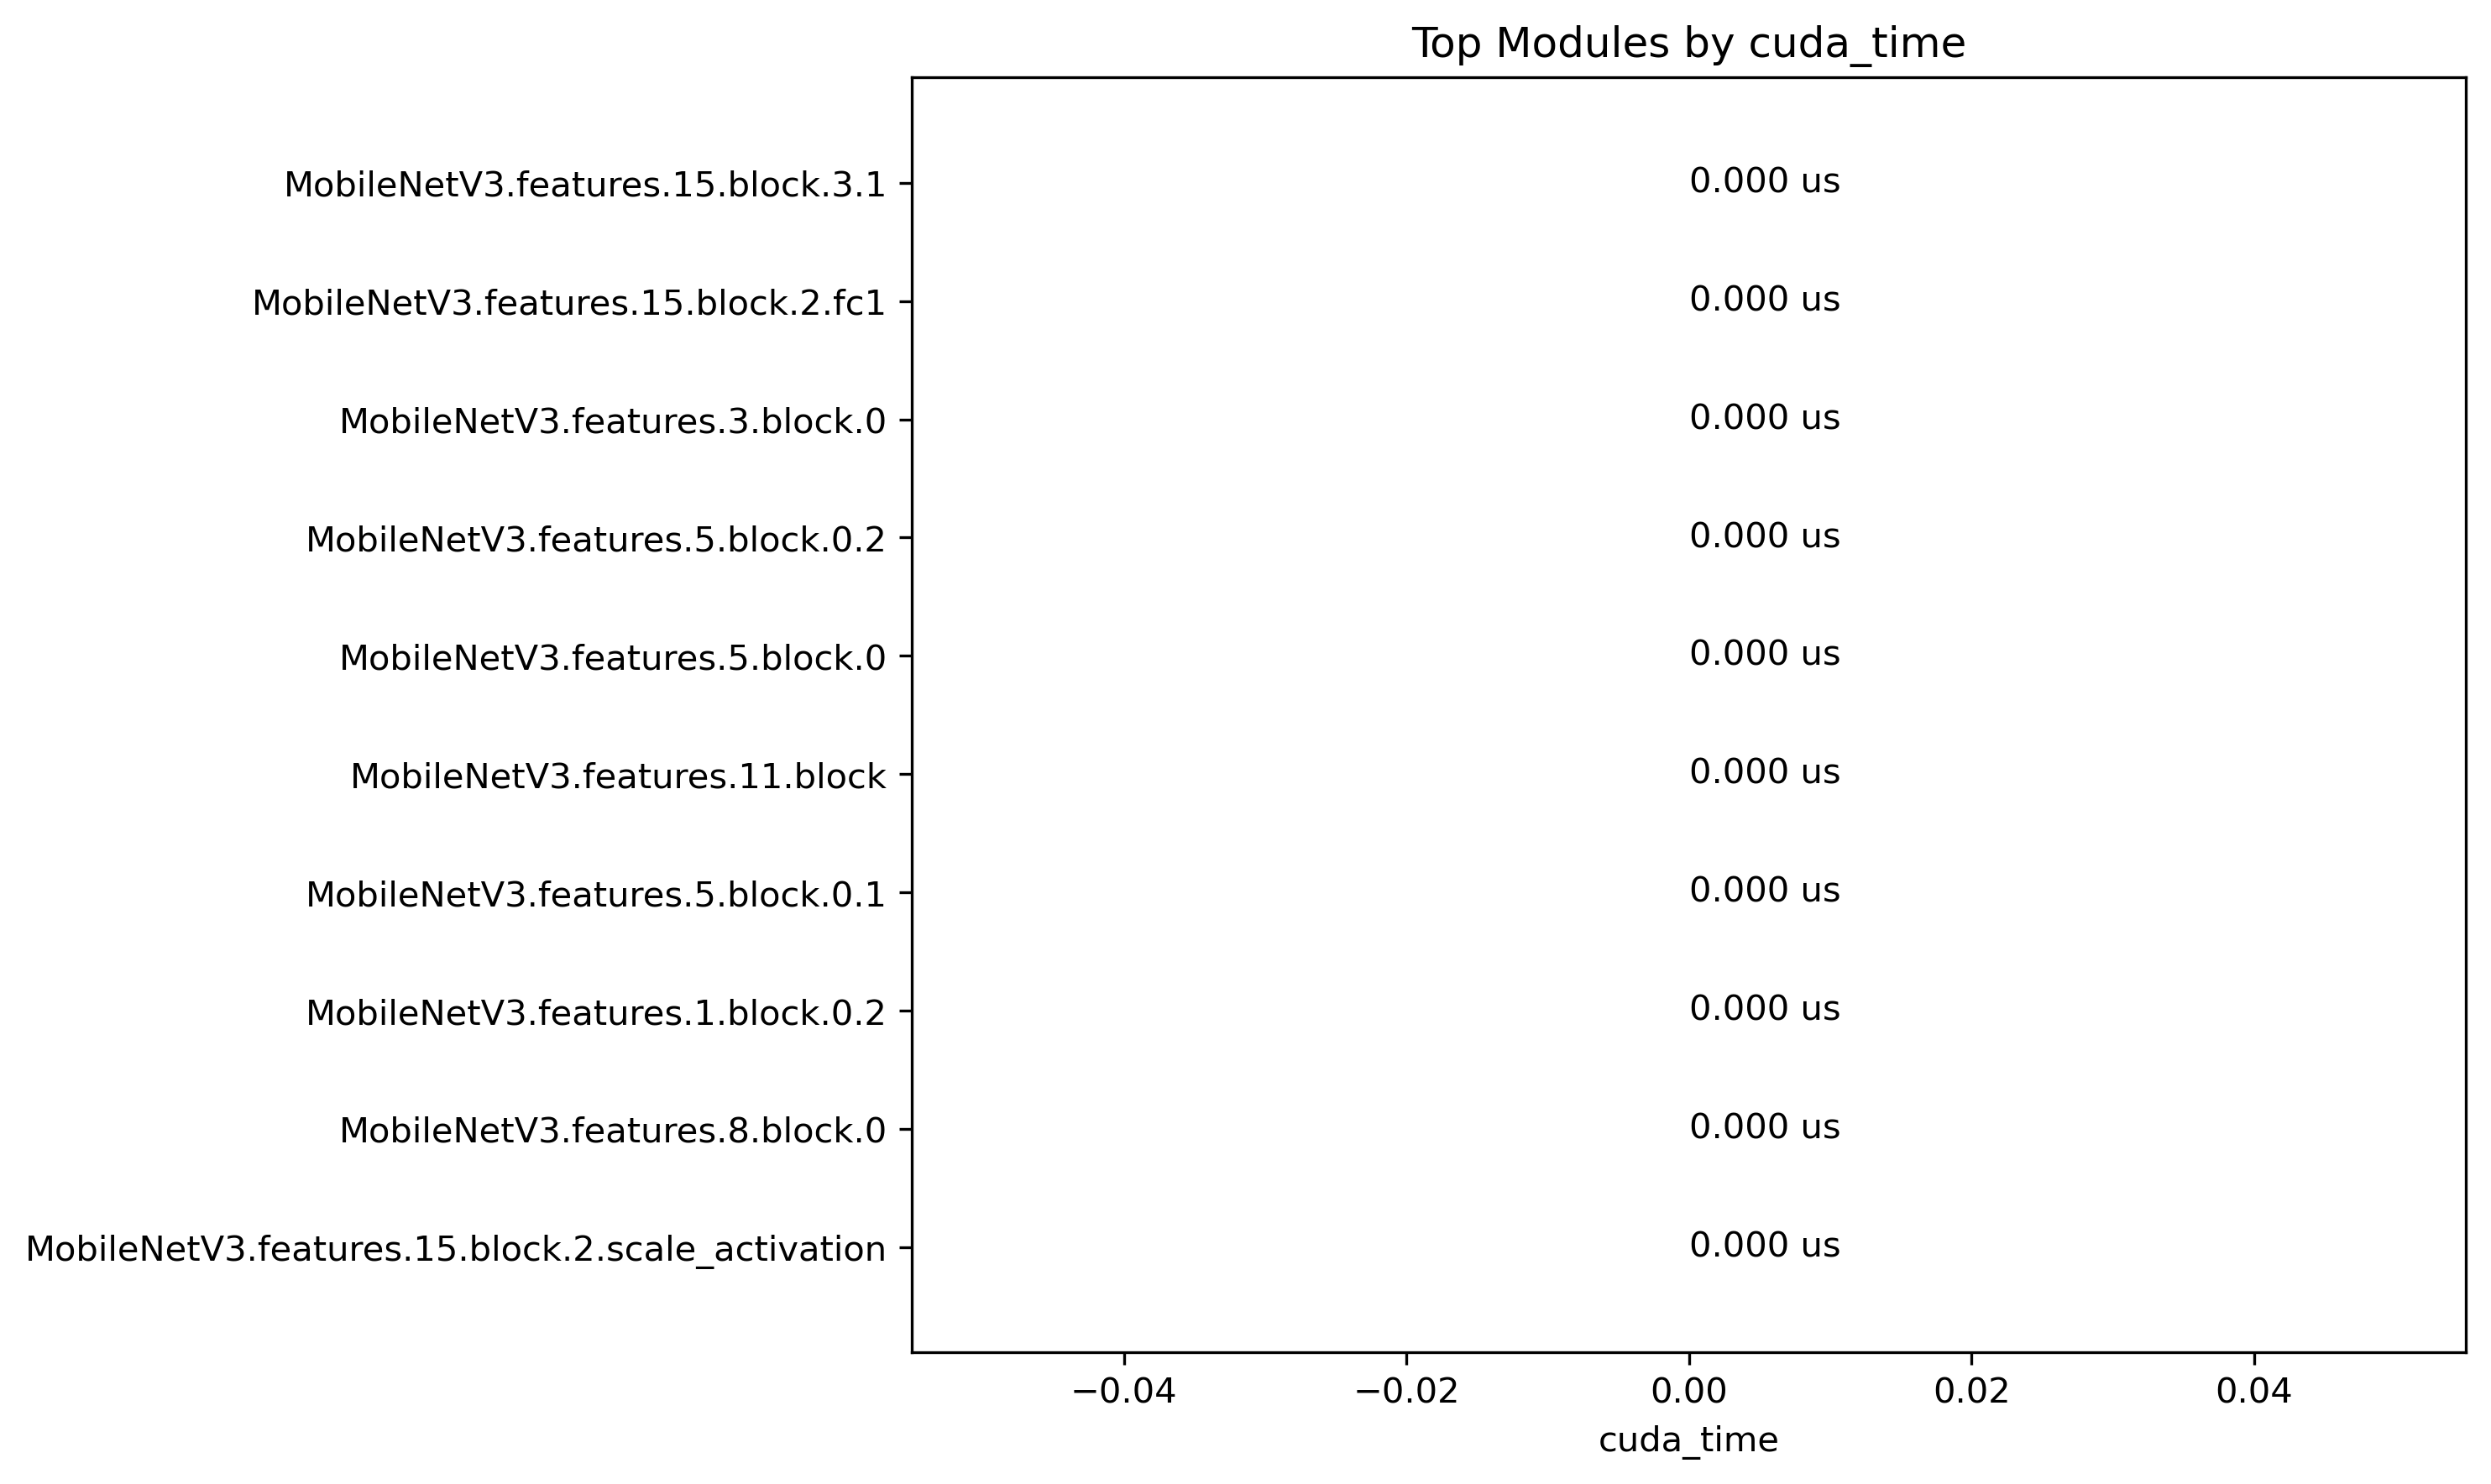 Top Modules by cuda_time
MobileNetV3.features.15.block.3.1 0.000 us
MobileNetV3.features.15.block.2.fc1 0.000 us
MobileNetV3.features.3.block.0 0.000 us
MobileNetV3.features.5.block.0.2 0.000 us
MobileNetV3.features.5.block.0 0.000 us
MobileNetV3.features.11.block 0.000 us
MobileNetV3.features.5.block.0.1 0.000 us
MobileNetV3.features.1.block.0.2 0.000 us
MobileNetV3.features.8.block.0 0.000 us
MobileNetV3.features.15.block.2.scale_activation 0.000 us
−0.04 −0.02 0.00 0.02 0.04
cuda_time